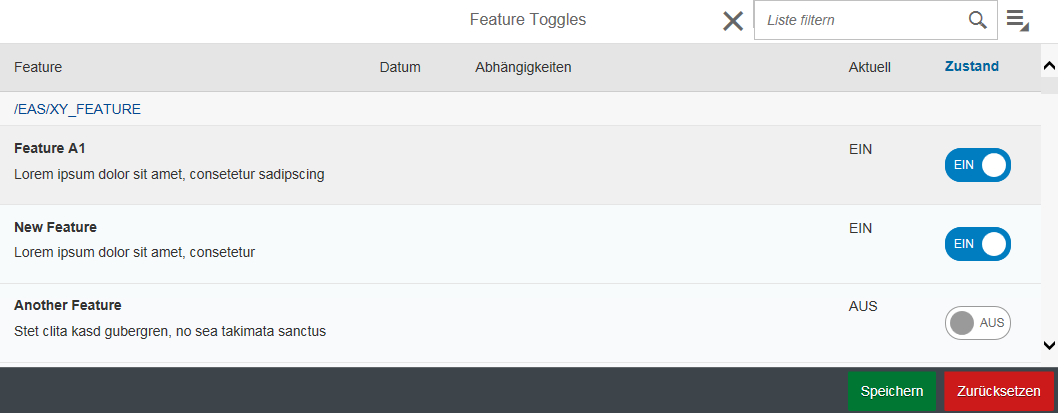 Feature Toggles
Liste filtern
Feature Datum Abhängigkeiten Aktuell Zustand
/EAS/XY_FEATURE
Feature A1
EIN
EIN
Lorem ipsum dolor sit amet, consetetur sadipscing
New Feature
EIN
EIN
Lorem ipsum dolor sit amet, consetetur
Another Feature
AUS
AUS
Stet clita kasd gubergren, no sea takimata sanctus
Speichern Zurücksetzen